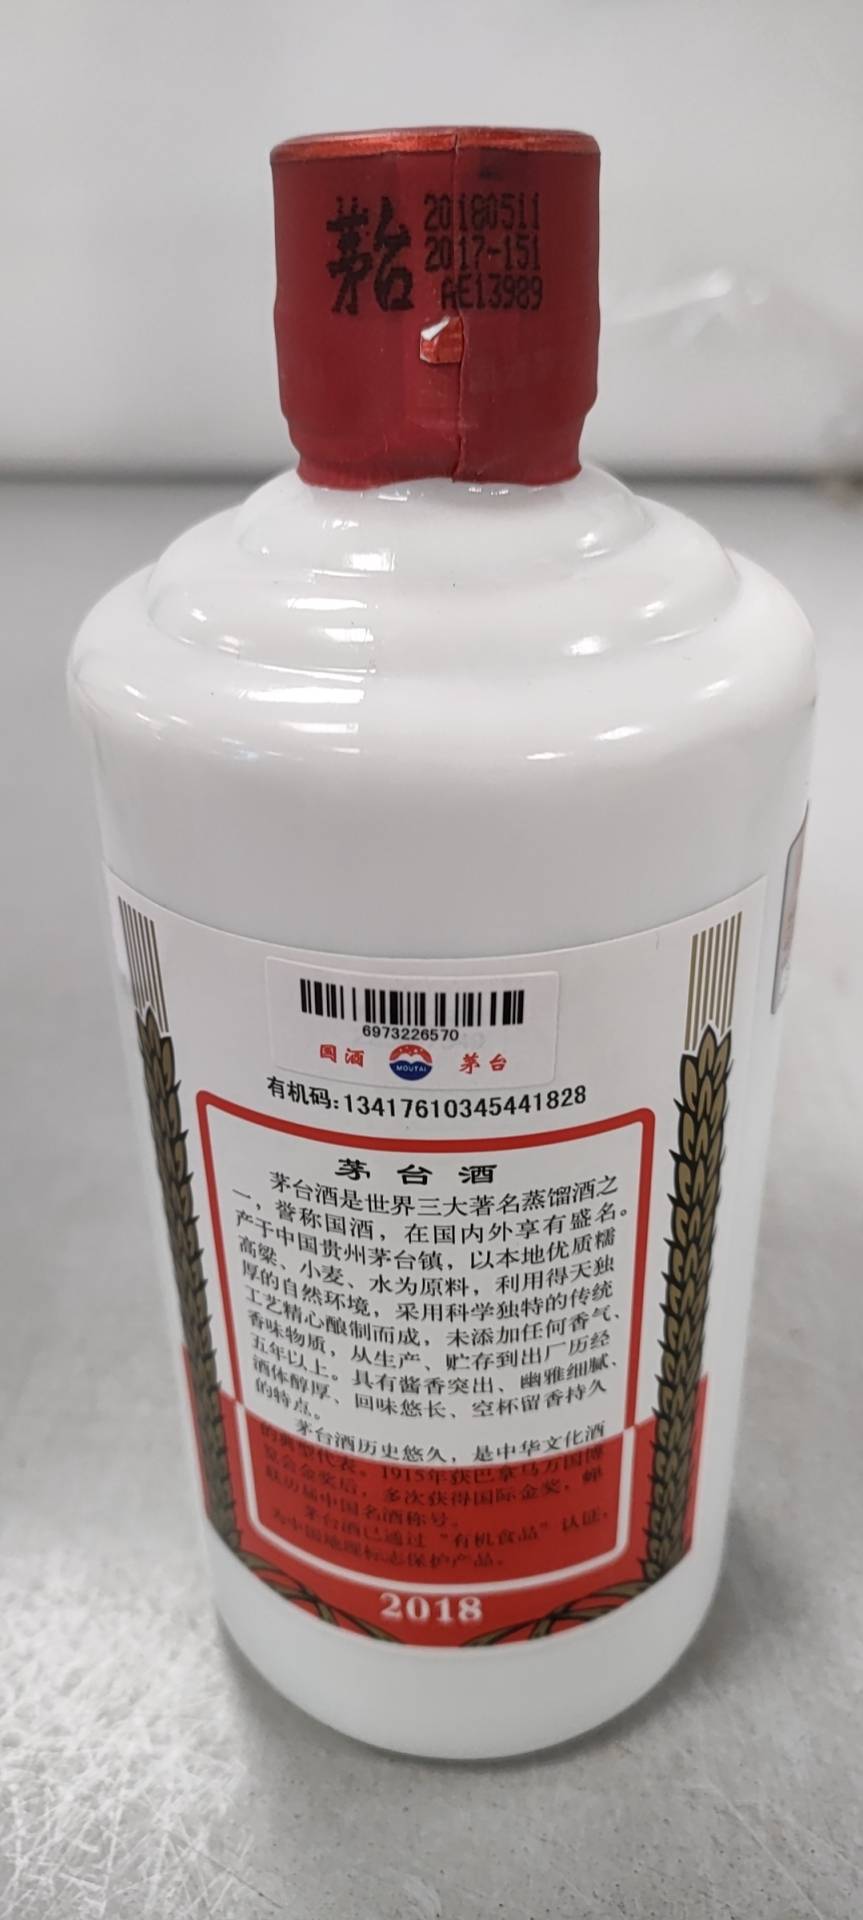 茅台
20180511
2017-151
AE13989
6973226570
国酒 MOUTAI 茅台
有机码:13417610345441828
茅台酒
茅台酒是世界三大著名蒸馏酒之
一，誉称国酒，在国内外享有盛名。
产于中国贵州茅台镇，以本地优质糯
高粱、小麦、水为原料，利用得天独
厚的自然环境，采用科学独特的传统
工艺精心酿制而成，未添加任何香气、
香味物质，从生产、贮存到出厂历经
五年以上。具有酱香突出、幽雅细腻、
酒体醇厚、回味悠长、空杯留香持久
的特点。
茅台酒历史悠久，是中华文化酒
的典型代表。1915年获巴拿马万国博
览会金奖后，多次获得国际金奖，蝉
联历届中国名酒称号。
茅台酒已通过“有机食品”认证，
为中国地理标志保护产品。
2018